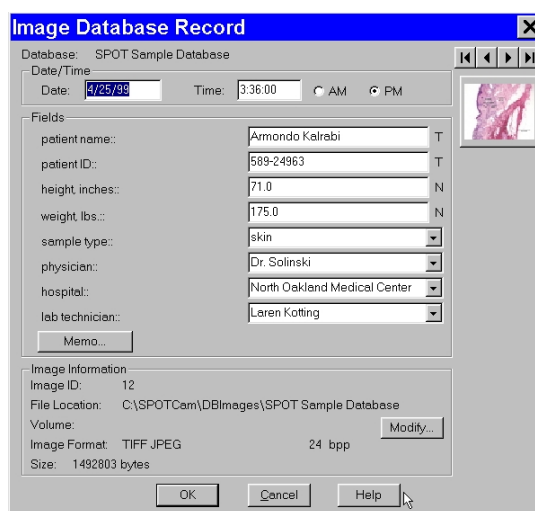 Image Database Record
Database: SPOT Sample Database
Date/Time
Date: 4/25/99 Time: 3:36:00 AM PM
Fields
patient name:: Armondo Kalrabi T
patient ID:: 589-24963 T
height, inches:: 71.0 N
weight, lbs.:: 175.0 N
sample type:: skin
physician:: Dr. Solinski
hospital:: North Oakland Medical Center
lab technician:: Laren Kotting
Memo...
Image Information
Image ID: 12
File Location: C:\SPOTCam\DBImages\SPOT Sample Database
Volume:
Modify...
Image Format: TIFF JPEG 24 bpp
Size: 1492803 bytes
OK Cancel Help